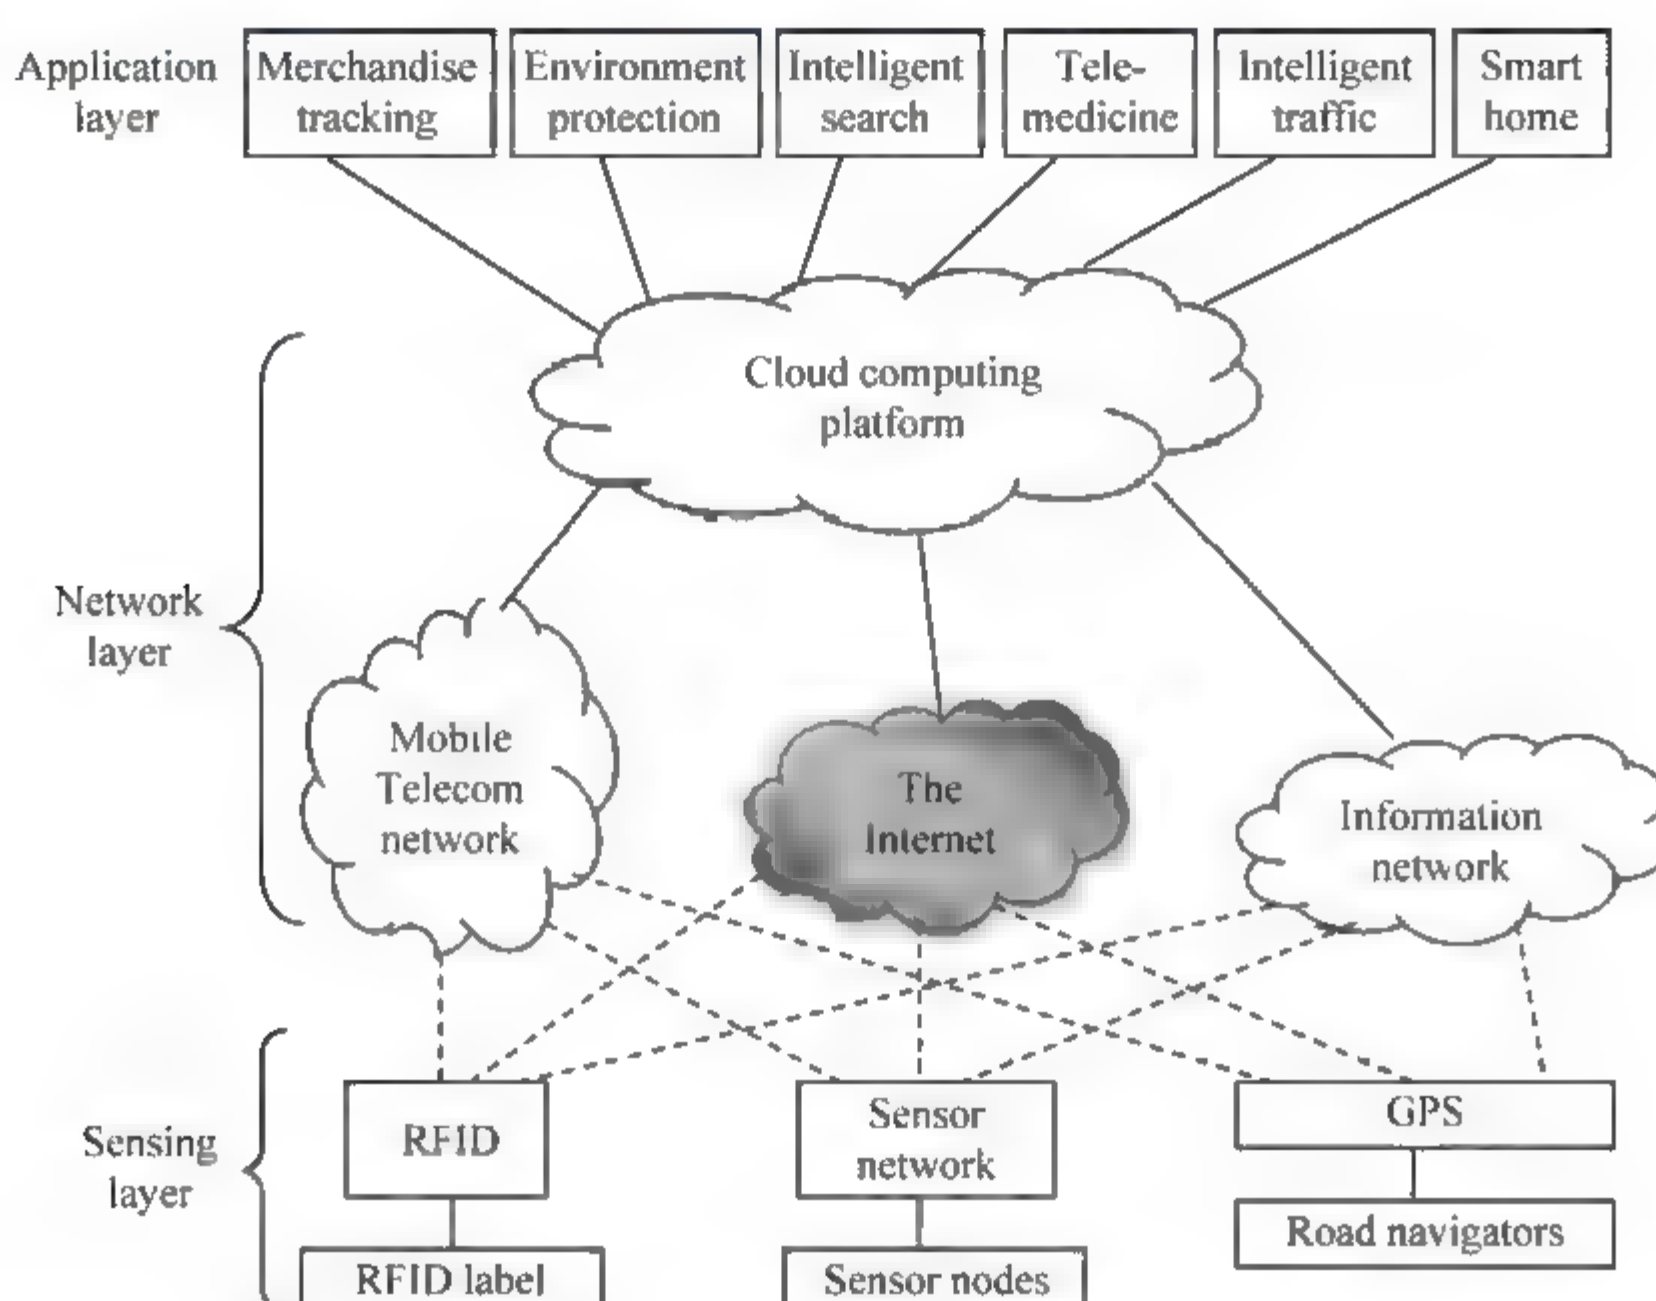 Application
layer
Merchandise
tracking
Environment
protection
Intelligent
search
Tele-
medicine
Intelligent
traffic
Smart
home
Cloud computing
platform
Network
layer
Mobile
Telecom
network
The
Internet
Information
network
Sensing
layer
RFID
Sensor
network
GPS
Road navigators
RFID label
Sensor nodes